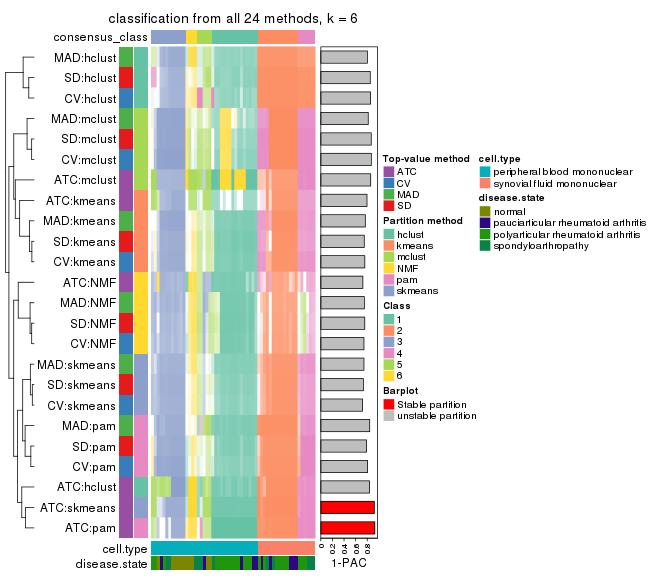 classification from all 24 methods, k = 6
consensus_class
MAD:hclust
SD:hclust
CV:hclust
MAD:mclust
SD:mclust
CV:mclust
ATC:mclust
ATC:kmeans
MAD:kmeans
SD:kmeans
CV:kmeans
ATC:NMF
MAD:NMF
SD:NMF
CV:NMF
MAD:skmeans
SD:skmeans
CV:skmeans
MAD:pam
SD:pam
CV:pam
ATC:hclust
ATC:skmeans
ATC:pam
cell.type
disease.state
0 0.2 0.4 0.6 0.8
1-PAC
Top-value method
ATC
CV
MAD
SD
Partition method
hclust
kmeans
mclust
NMF
pam
skmeans
Class
1
2
3
4
5
6
Barplot
Stable partition
unstable partition
cell.type
peripheral blood mononuclear
synovial fluid mononuclear
disease.state
normal
pauciarticular rheumatoid arthritis
polyarticular rheumatoid arthritis
spondyloarthropathy